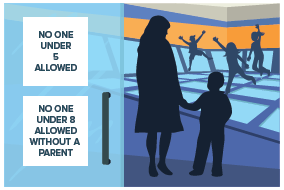 NO ONE
UNDER
5
ALLOWED
NO ONE
UNDER 8
ALLOWED
WITHOUT A
PARENT